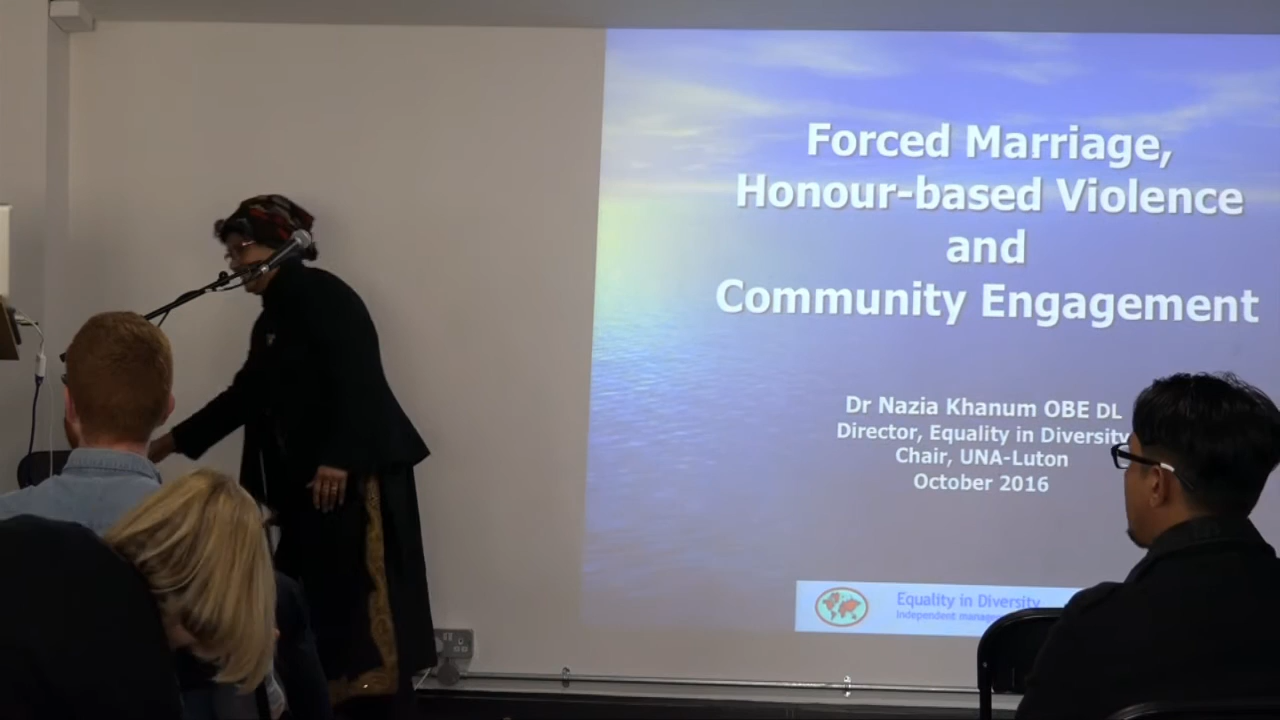 Forced Marriage,
Honour-based Violence
and
Community Engagement
Dr Nazia Khanum OBE DL
Director, Equality in Diversity
Chair, UNA-Luton
October 2016
Equality in Diversity
Independent